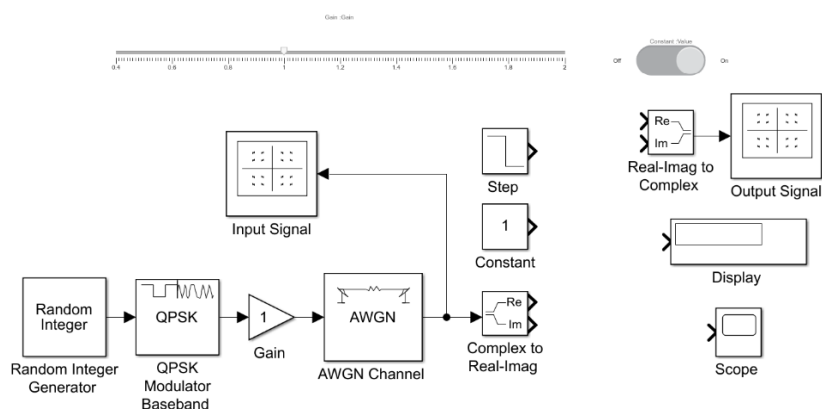 Gain :Gain
0.4 0.6 0.8 1 1.2 1.4 1.6 1.8 2
Constant :Value
Off
On
Input Signal
Step
1
Constant
Re
Im
Real-Imag to
Complex
Output Signal
Display
Scope
Random
Integer
Random Integer
Generator
QPSK
QPSK
Modulator
Baseband
1
Gain
AWGN
AWGN Channel
Re
Im
Complex to
Real-Imag